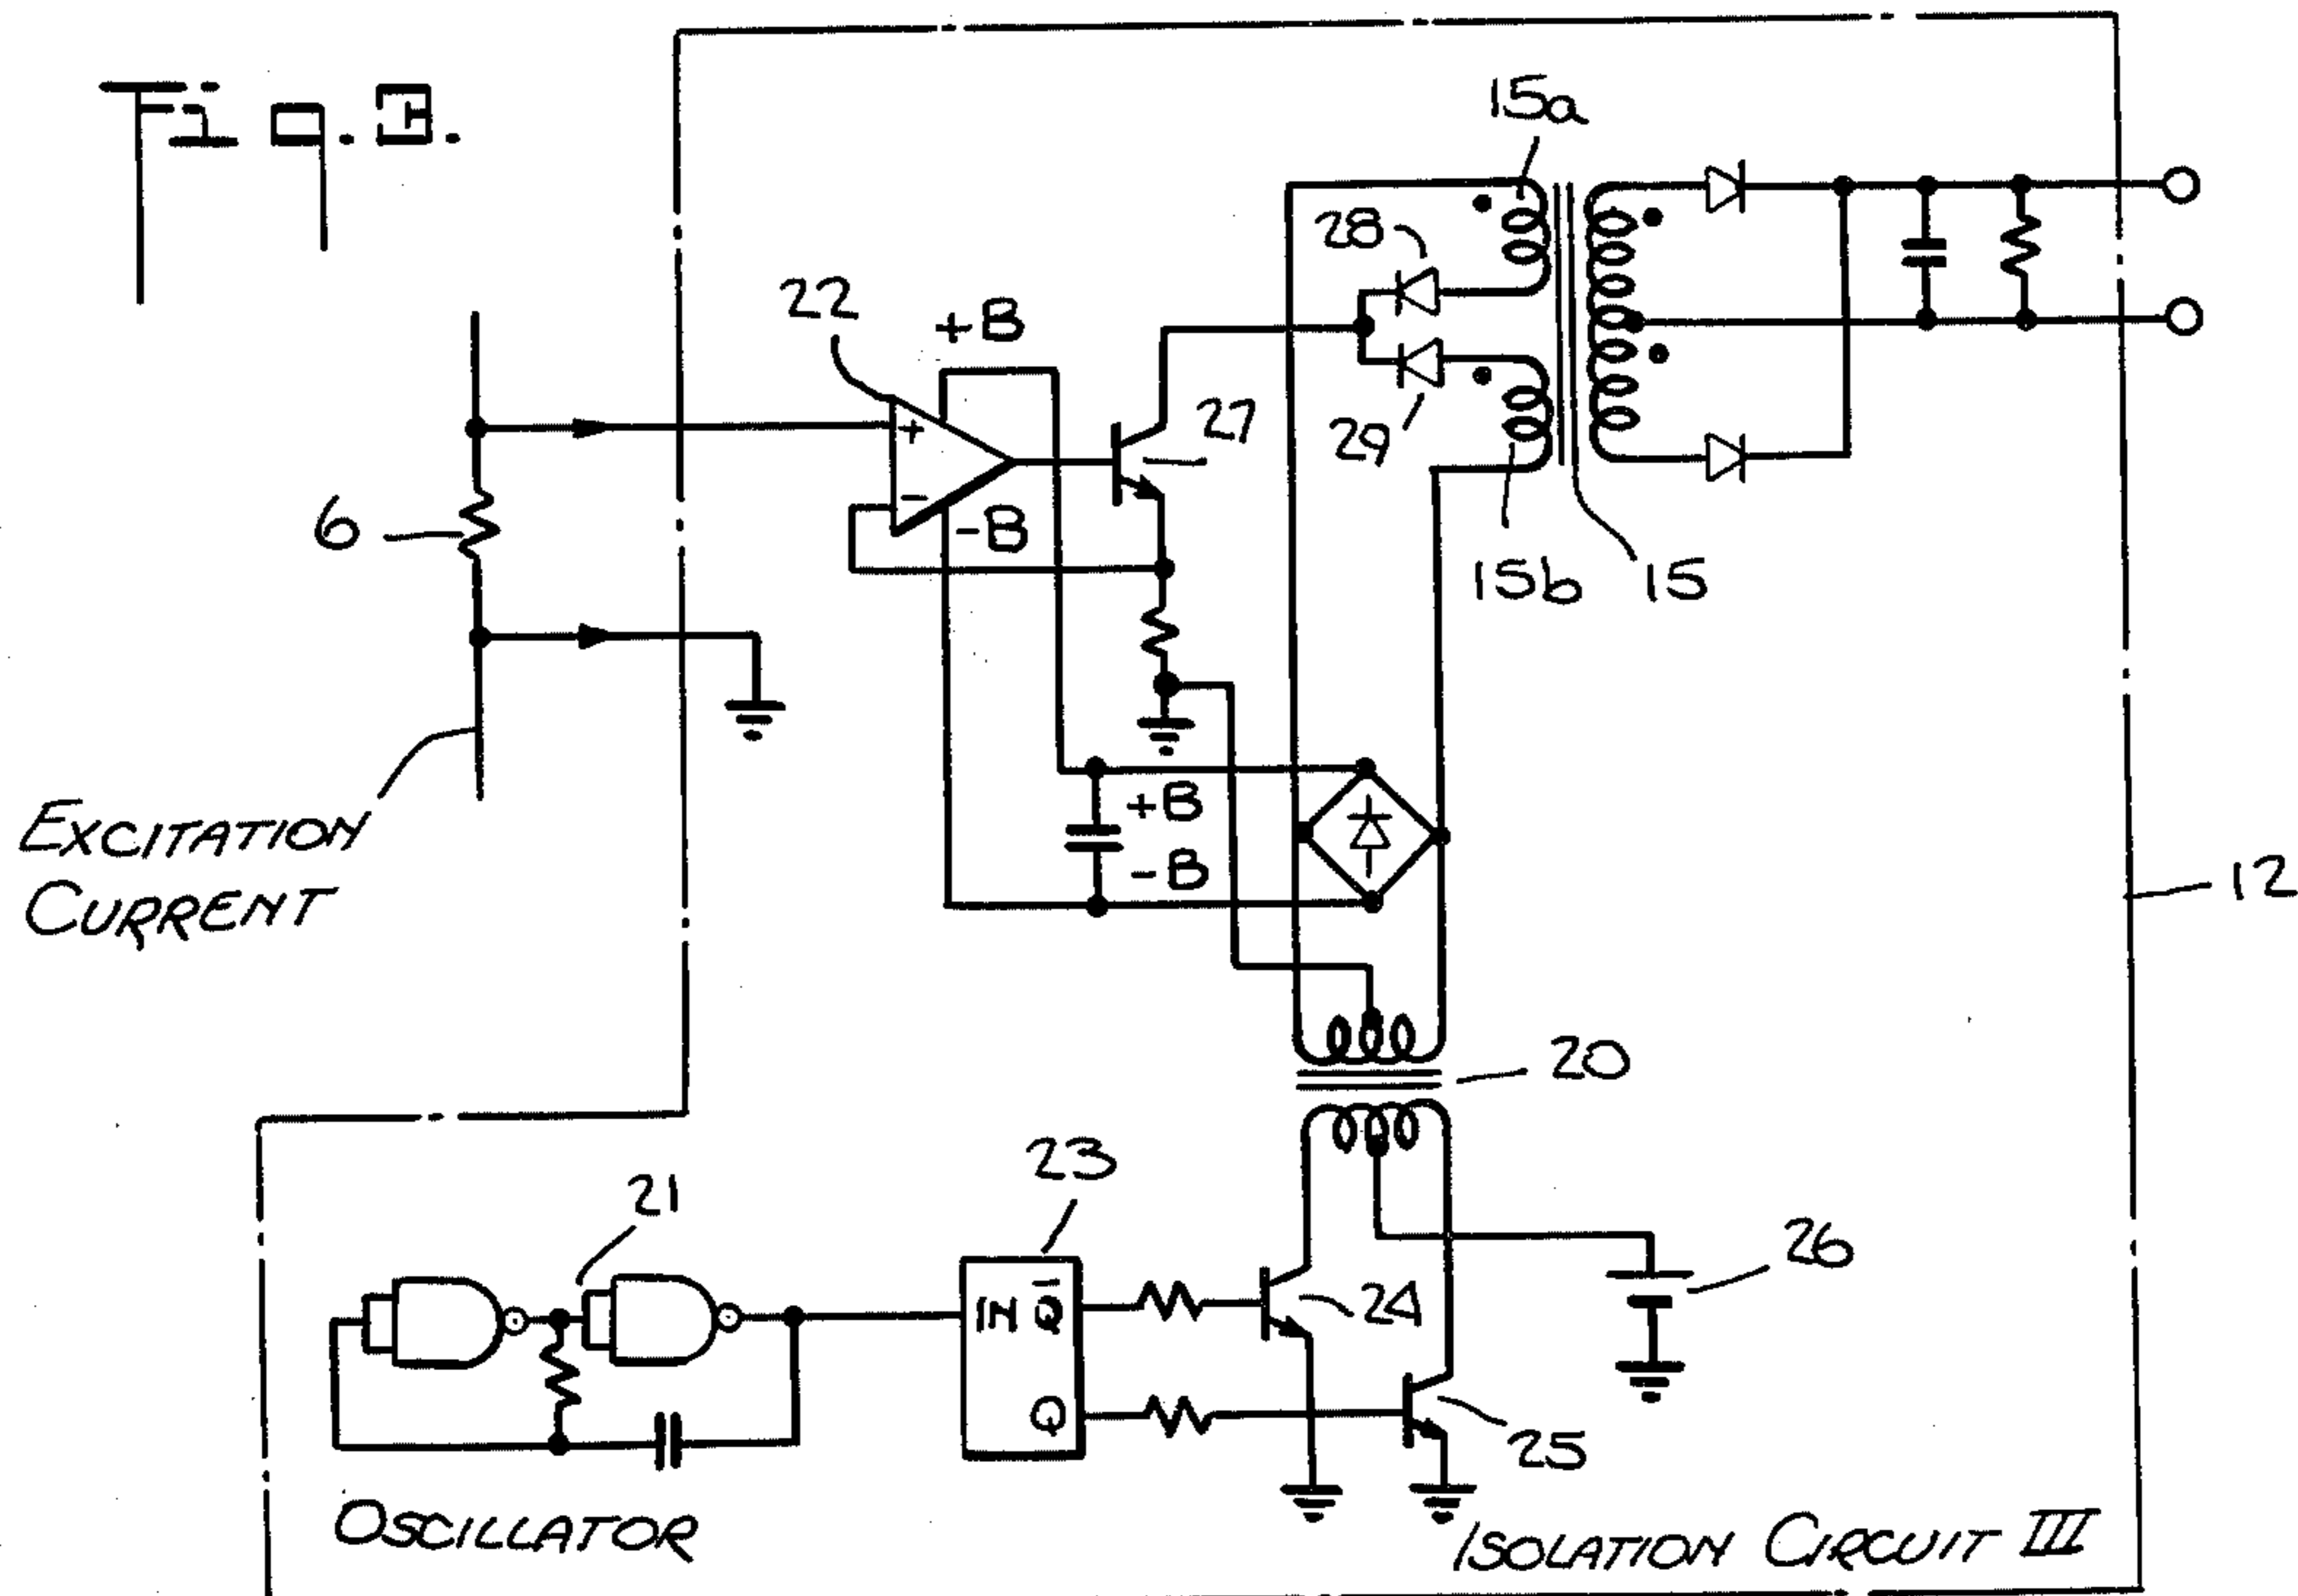 Fig. 3.
15a
28
22
+B
+
27
29
-
-B
6
15b
15
+B
-B
EXCITATION
CURRENT
12
20
23
21
26
IN Q̅
24
Q
25
OSCILLATOR
ISOLATION CIRCUIT III